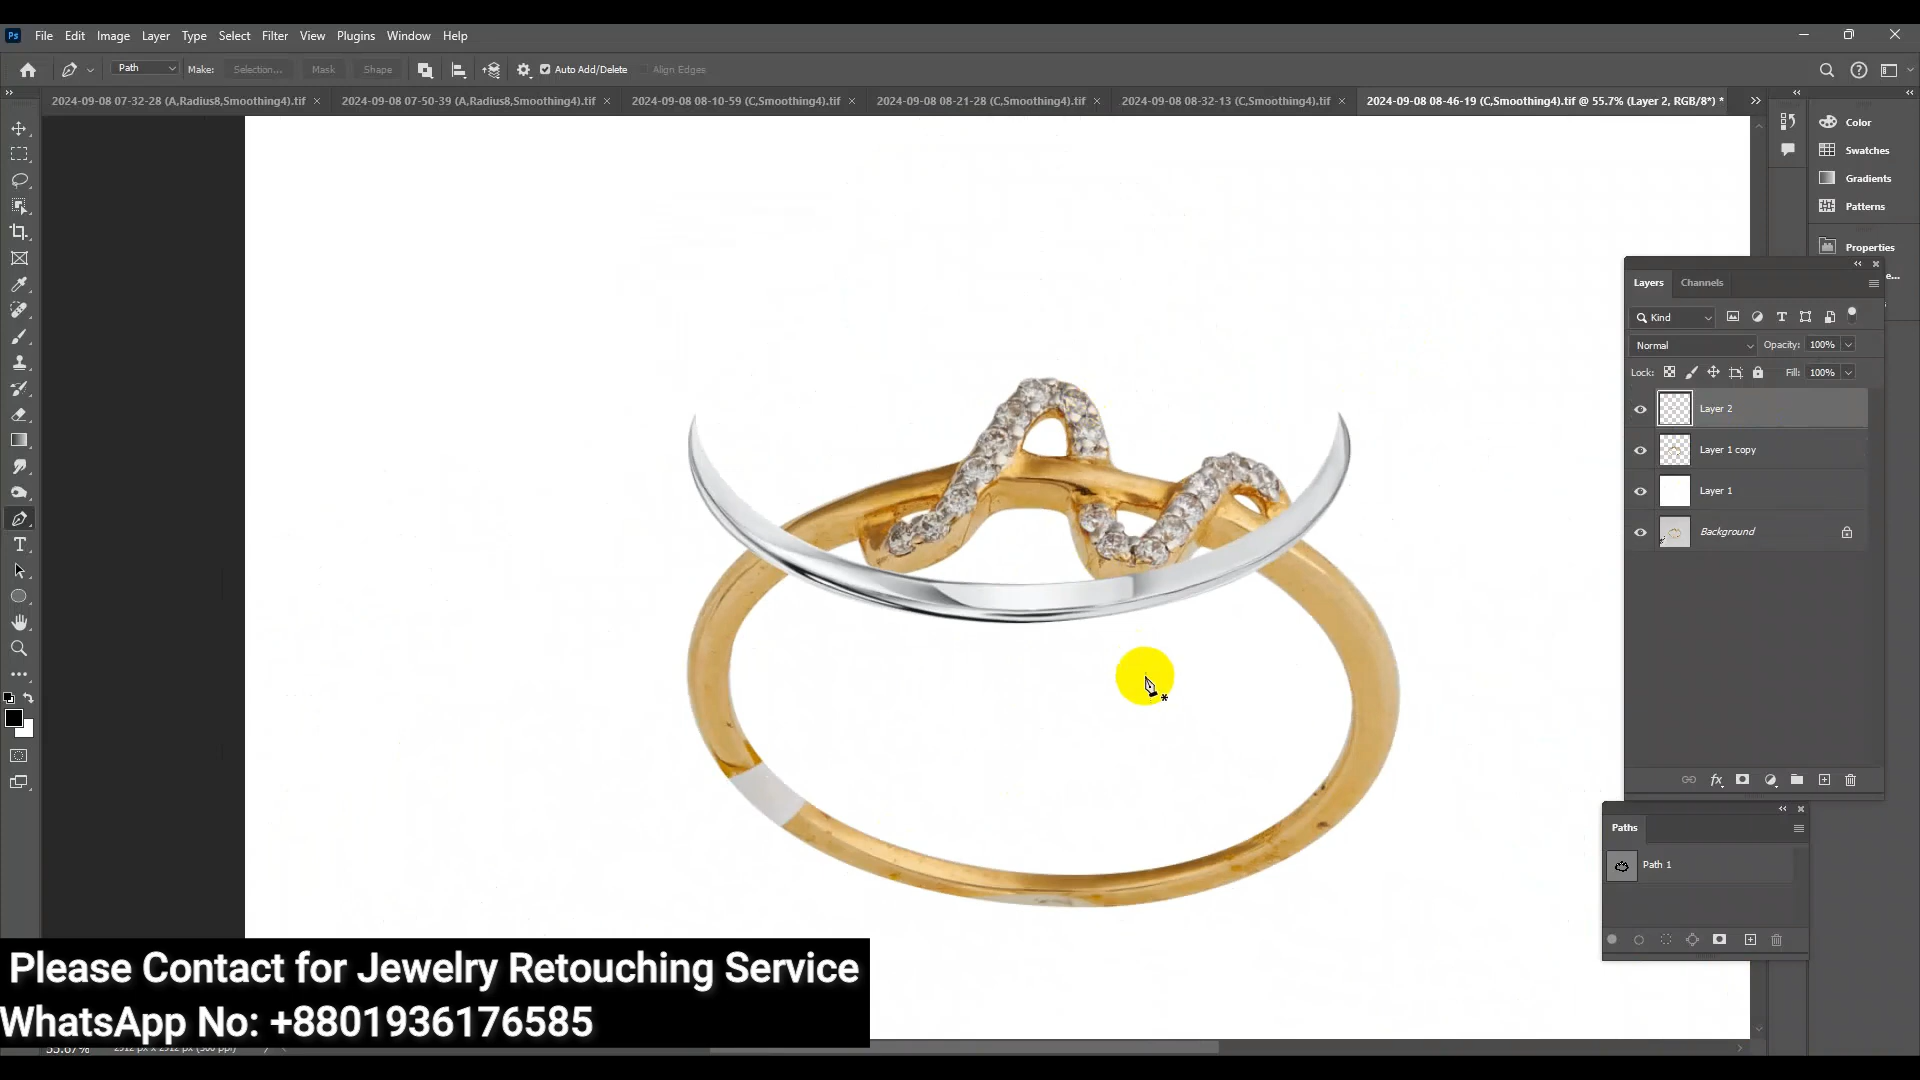 Ps File Edit Image Layer Type Select Filter View Plugins Window Help
Path Make: Selection... Mask Shape Auto Add/Delete Align Edges
2024-09-08 07-32-28 (A,Radius8,Smoothing4).tif × 2024-09-08 07-50-39 (A,Radius8,Smoothing4).tif × 2024-09-08 08-10-59 (C,Smoothing4).tif × 2024-09-08 08-21-28 (C,Smoothing4).tif × 2024-09-08 08-32-13 (C,Smoothing4).tif × 2024-09-08 08-46-19 (C,Smoothing4).tif @ 55.7% (Layer 2, RGB/8*) *
Color
Swatches
Gradients
Patterns
Properties
Layers Channels
Kind
Normal Opacity: 100%
Lock: Fill: 100%
Layer 2
Layer 1 copy
Layer 1
Background
Paths
Path 1
Please Contact for Jewelry Retouching Service
WhatsApp No: +8801936176585